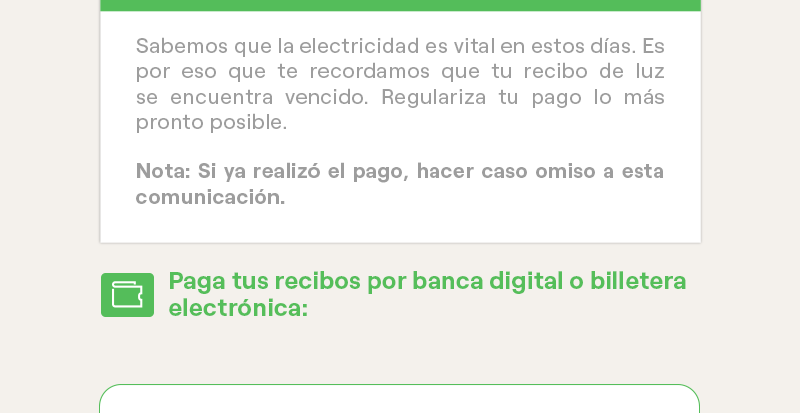 Sabemos que la electricidad es vital en estos días. Es
por eso que te recordamos que tu recibo de luz
se encuentra vencido. Regulariza tu pago lo más
pronto posible.
Nota: Si ya realizó el pago, hacer caso omiso a esta
comunicación.
Paga tus recibos por banca digital o billetera
electrónica: